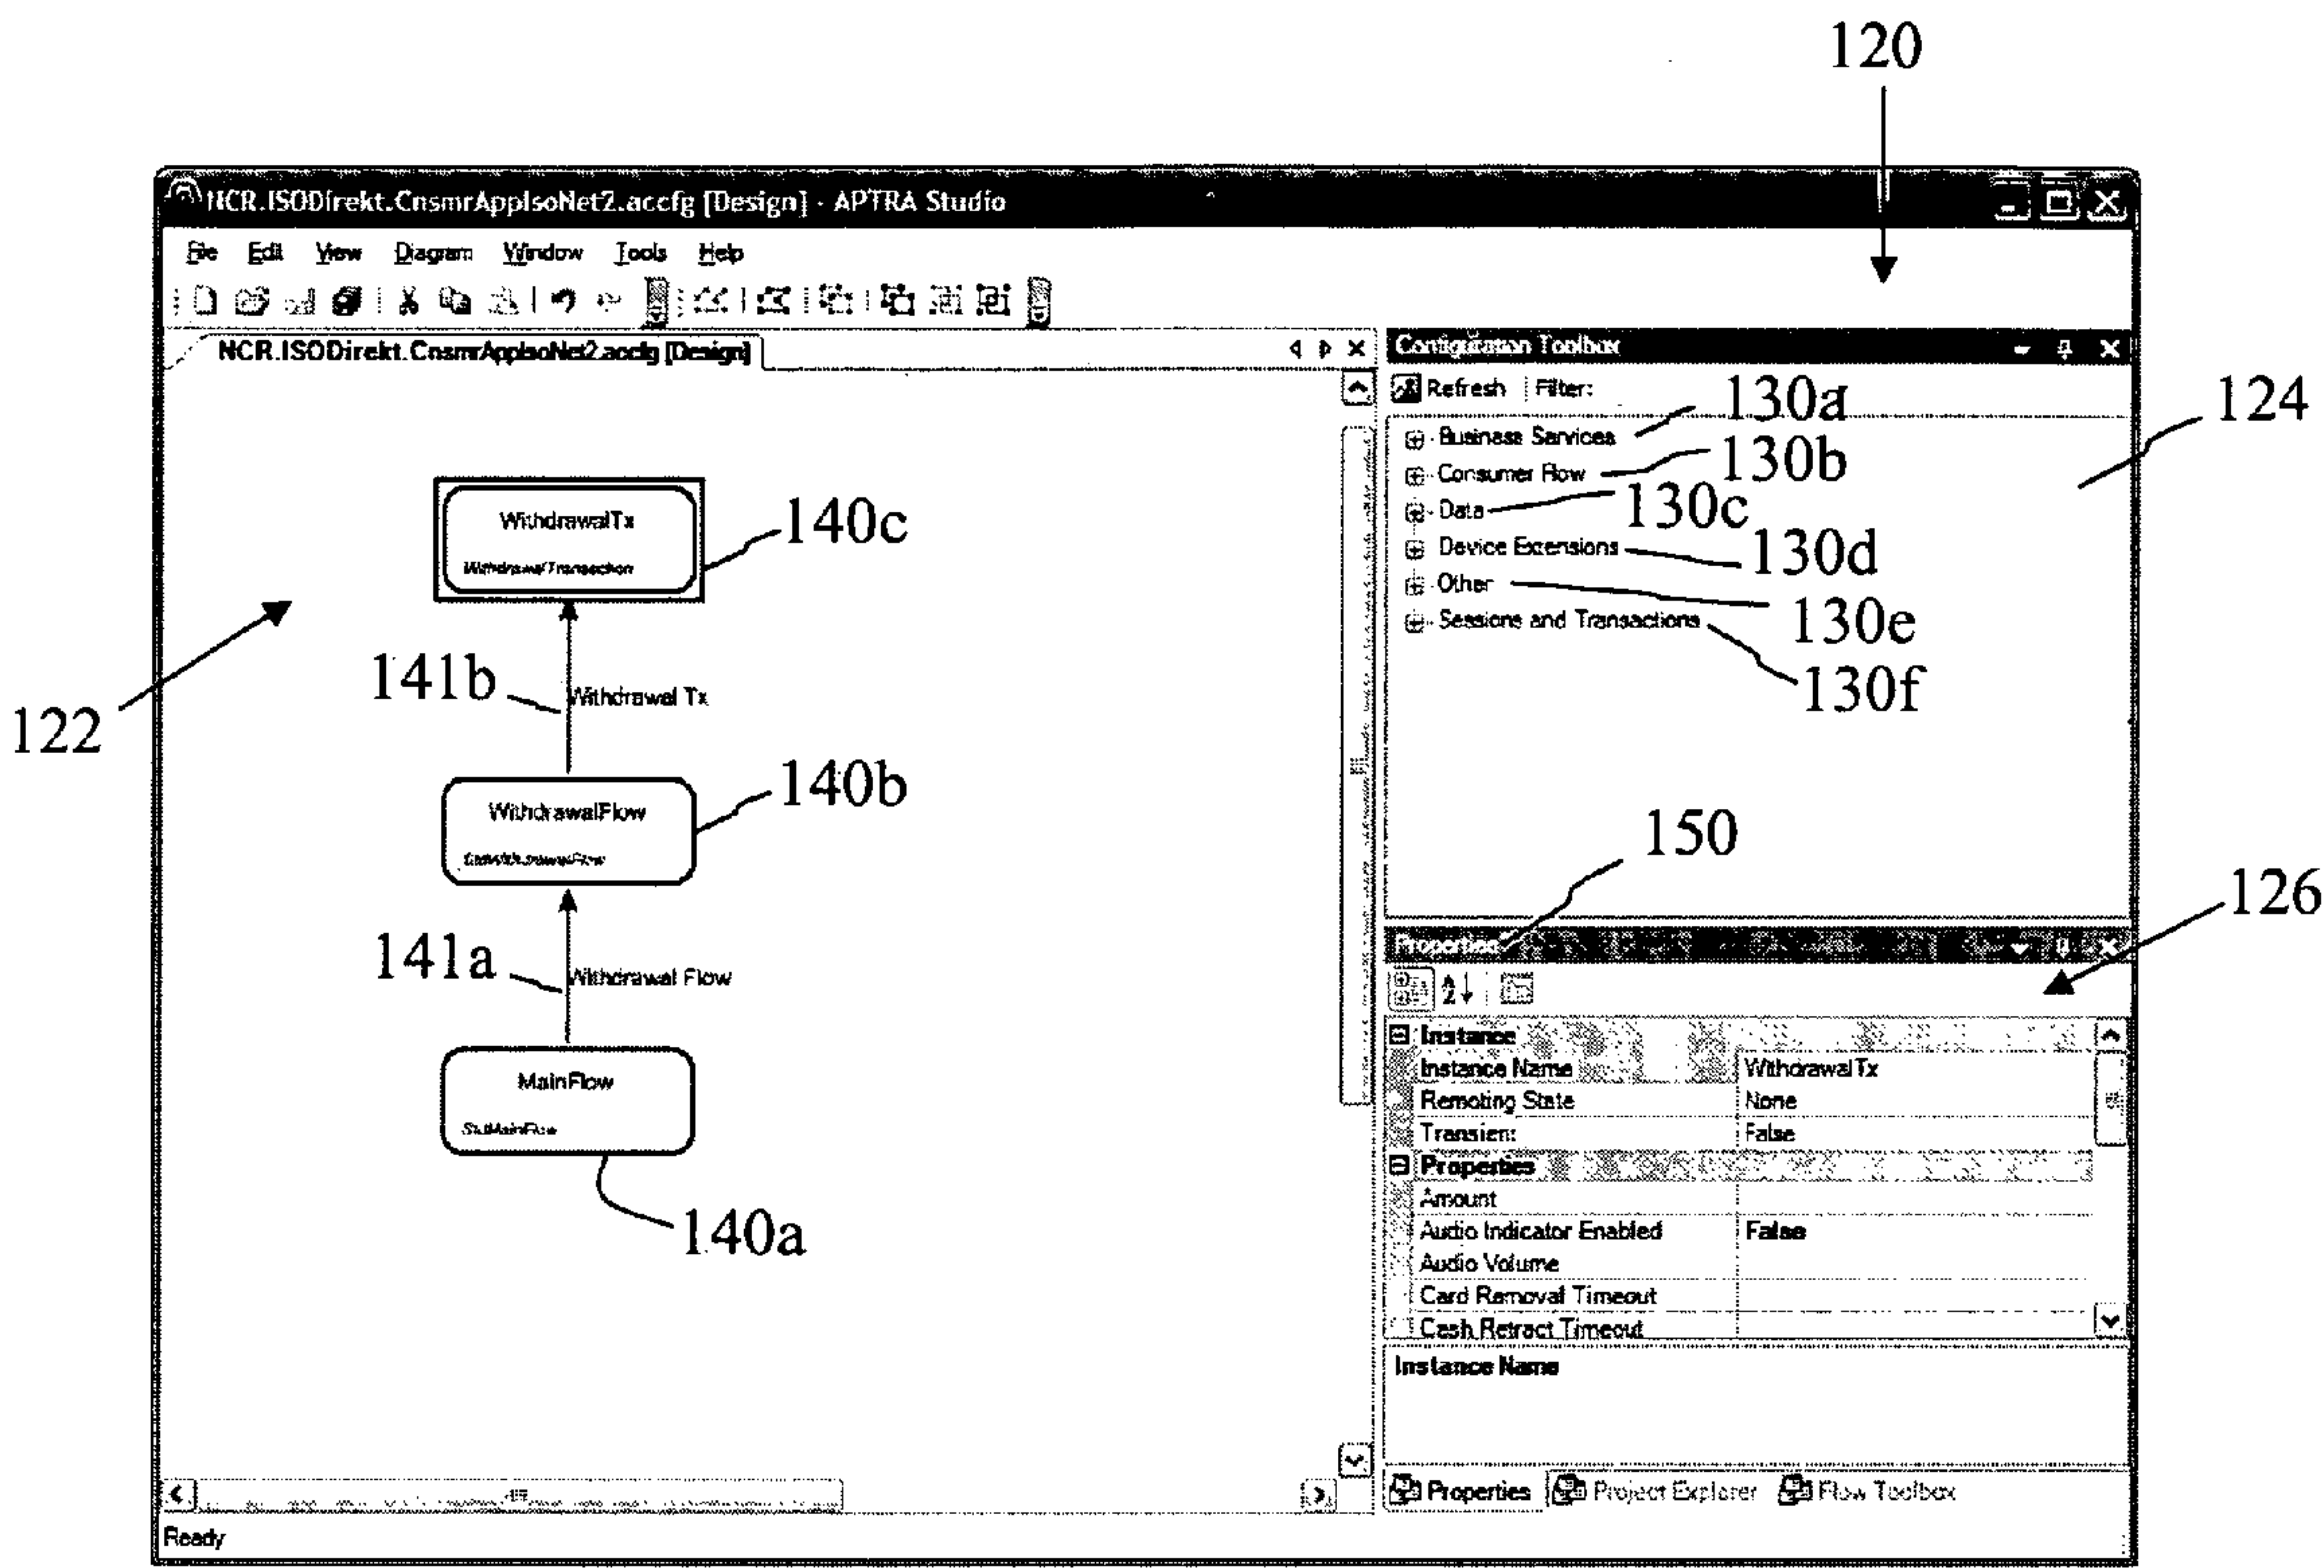 120
NCR.ISODirekt.CnsmrAppIsoNet2.accfg [Design] - APTRA Studio
File Edit View Diagram Window Tools Help
NCR.ISODirekt.CnsmrAppIsoNet2.accfg [Design]
Configuration Toolbox
Refresh Filter:
124
Business Services 130a
Consumer Flow 130b
Data 130c
Device Extensions 130d
Other 130e
Sessions and Transactions 130f
WithdrawalTx
WithdrawalTransaction
140c
141b
Withdrawal Tx
122
WithdrawalFlow
140b
141a
Withdrawal Flow
MainFlow
StdMainFlow
140a
150
126
Properties
Instance
Instance Name WithdrawalTx
Remoting State None
Transient False
Properties
Amount
Audio Indicator Enabled False
Audio Volume
Card Removal Timeout
Cash Retract Timeout
Instance Name
Properties Project Explorer Flow Toolbox
Ready